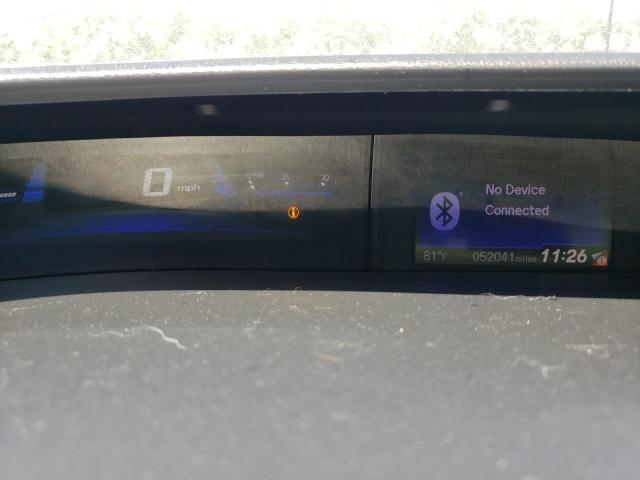 0 mph
No Device
Connected
81°F 052041 miles 11:26